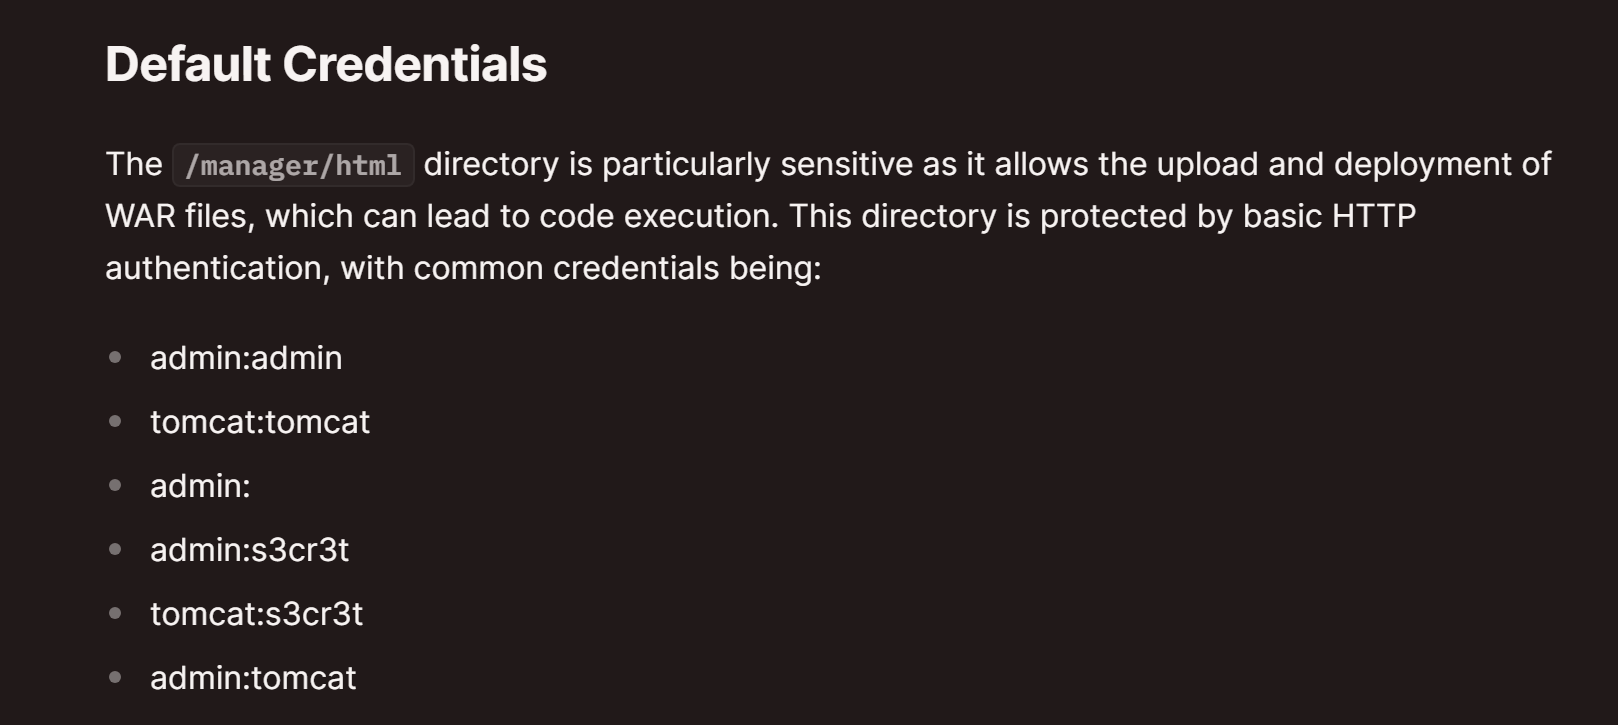 Default Credentials
The /manager/html directory is particularly sensitive as it allows the upload and deployment of
WAR files, which can lead to code execution. This directory is protected by basic HTTP
authentication, with common credentials being:
admin:admin
tomcat:tomcat
admin:
admin:s3cr3t
tomcat:s3cr3t
admin:tomcat